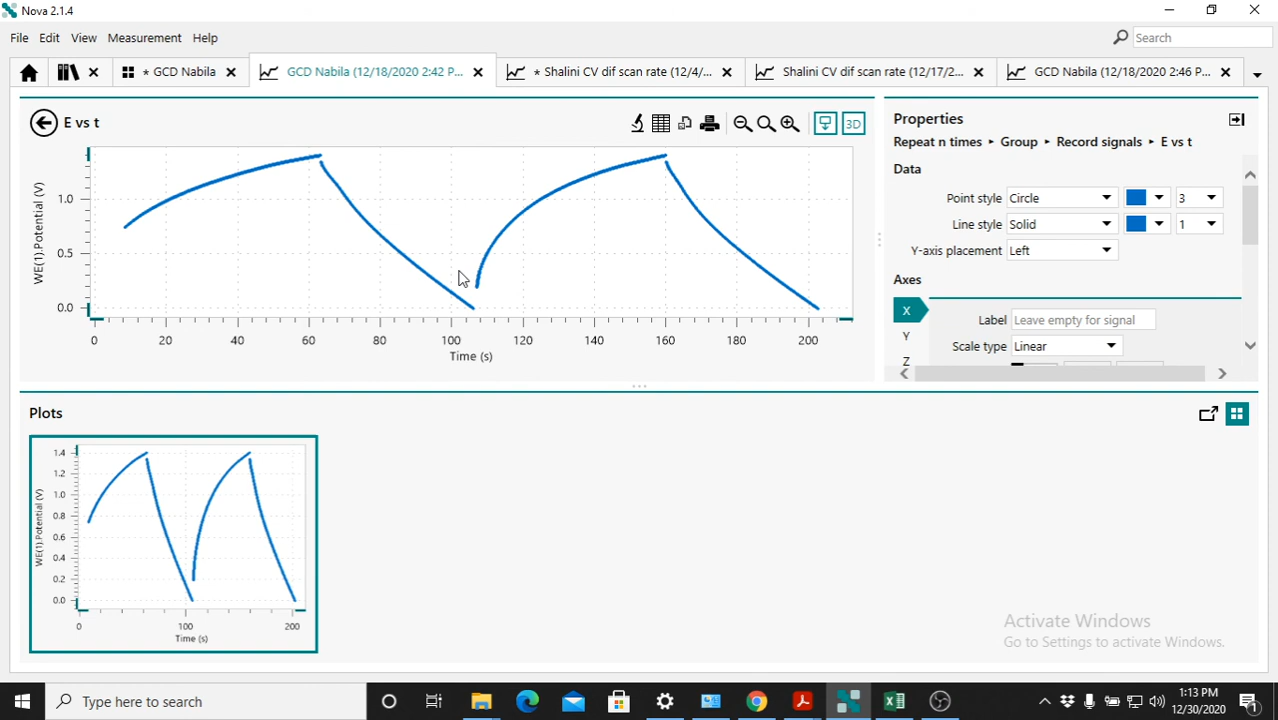 Nova 2.1.4
File Edit View Measurement Help
Search
* GCD Nabila
GCD Nabila (12/18/2020 2:42 P...
* Shalini CV dif scan rate (12/4/...
Shalini CV dif scan rate (12/17/2...
GCD Nabila (12/18/2020 2:46 P...
E vs t
3D
WE(1).Potential (V)
1.0
0.5
0.0
0 20 40 60 80 100 120 140 160 180 200
Time (s)
Properties
Repeat n times ▸ Group ▸ Record signals ▸ E vs t
Data
Point style Circle 3
Line style Solid 1
Y-axis placement Left
Axes
X
Y
Z
Label Leave empty for signal
Scale type Linear
Plots
WE(1).Potential (V)
1.4
1.2
1.0
0.8
0.6
0.4
0.2
0.0
0 100 200
Time (s)
Activate Windows
Go to Settings to activate Windows.
Type here to search
1:13 PM
12/30/2020
1